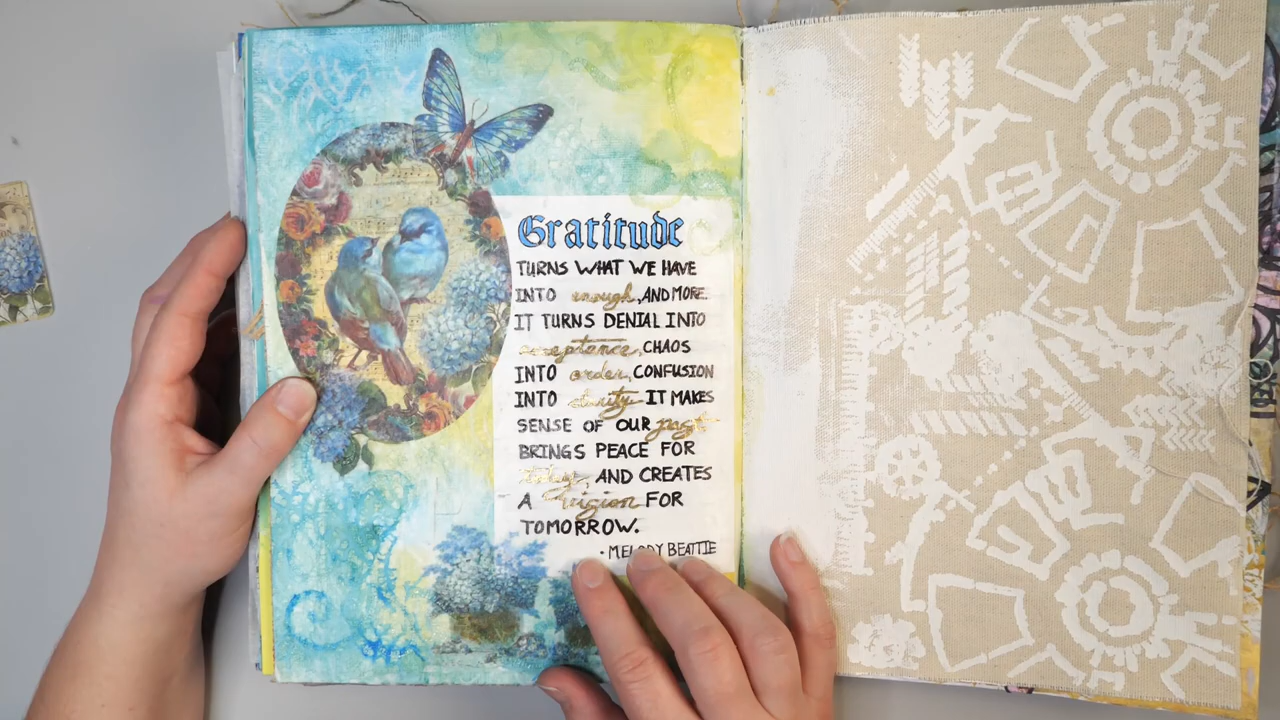 Gratitude
TURNS WHAT WE HAVE
INTO enough, AND MORE.
IT TURNS DENIAL INTO
acceptance, CHAOS
INTO order, CONFUSION
INTO clarity. IT MAKES
SENSE OF OUR past
BRINGS PEACE FOR
today, AND CREATES
A vision FOR
TOMORROW.
• MELODY BEATTIE